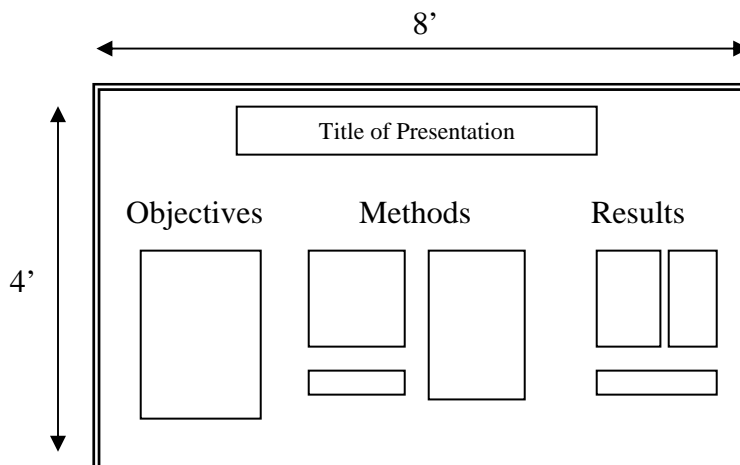 8’
Title of Presentation
Objectives Methods Results
4’